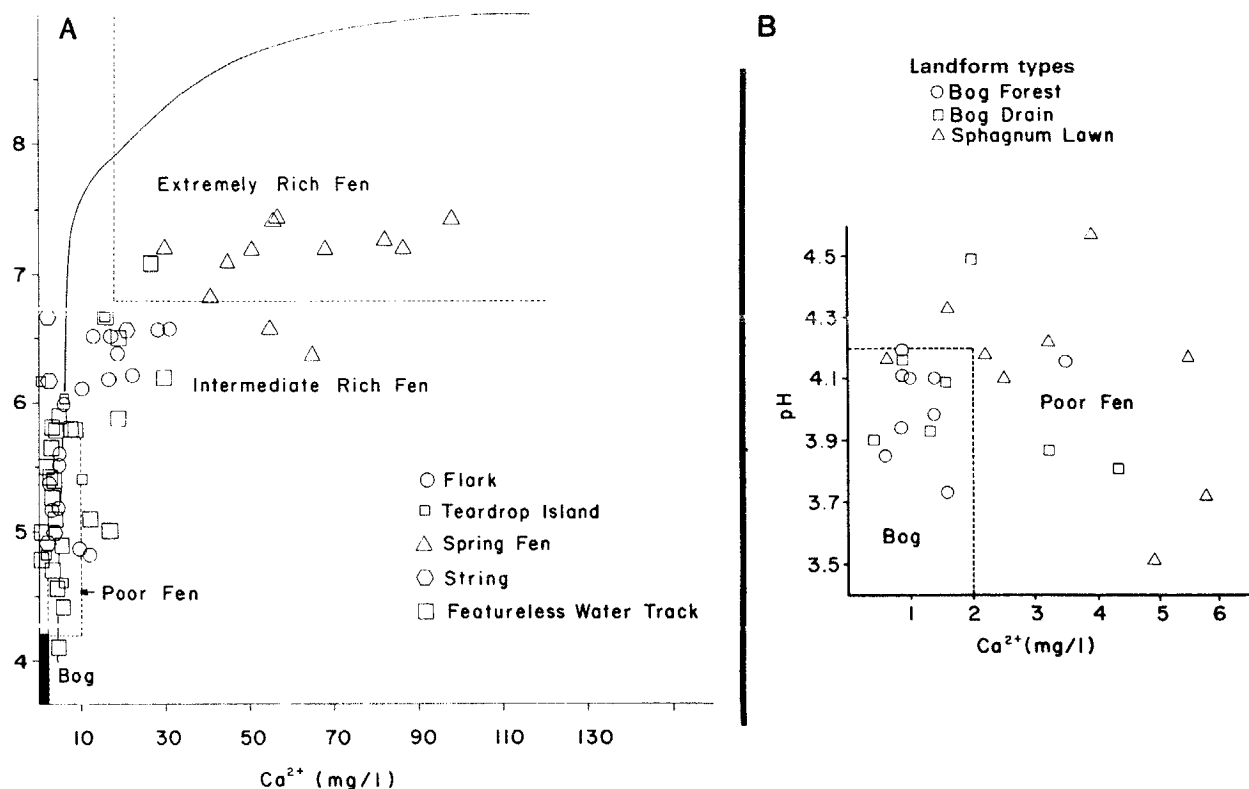 A
8
7
6
5
4
Extremely Rich Fen
Intermediate Rich Fen
Flark
Teardrop Island
Spring Fen
String
Featureless Water Track
Poor Fen
Bog
10
30
50
70
90
110
130
Ca²⁺ (mg/l)
B
Landform types
Bog Forest
Bog Drain
Sphagnum Lawn
4.5
4.3
4.1
3.9
3.7
3.5
pH
Poor Fen
Bog
1
2
3
4
5
6
Ca²⁺(mg/l)